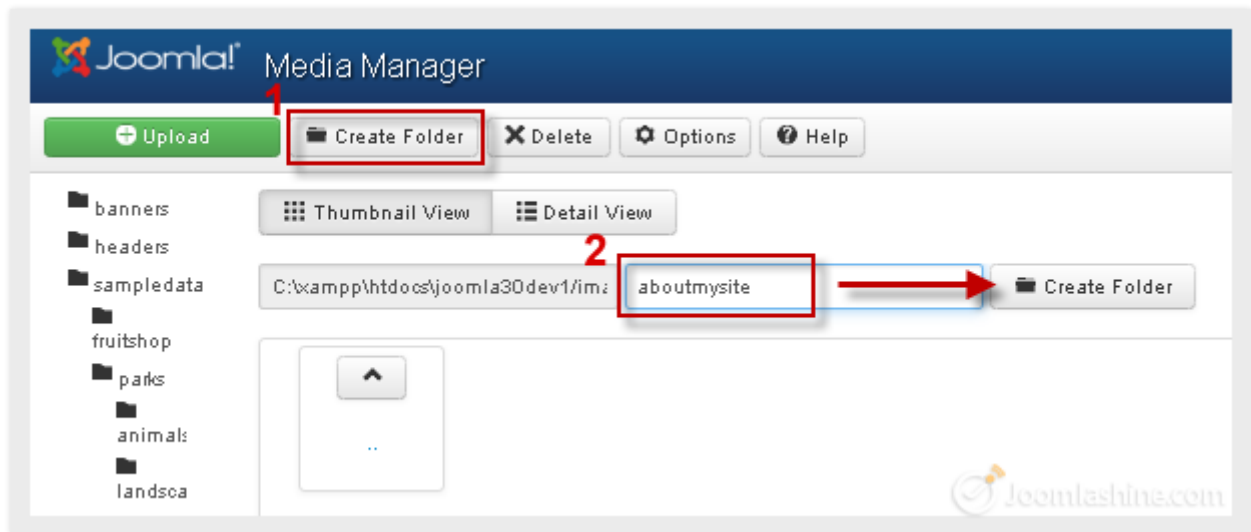 Joomla!® Media Manager
1
Upload Create Folder Delete Options Help
banners
Thumbnail View Detail View
headers
2
sampledata
C:\xampp\htdocs\joomla30dev1/ima aboutmysite Create Folder
fruitshop
parks
animals
..
landsca
Joomlashine.com